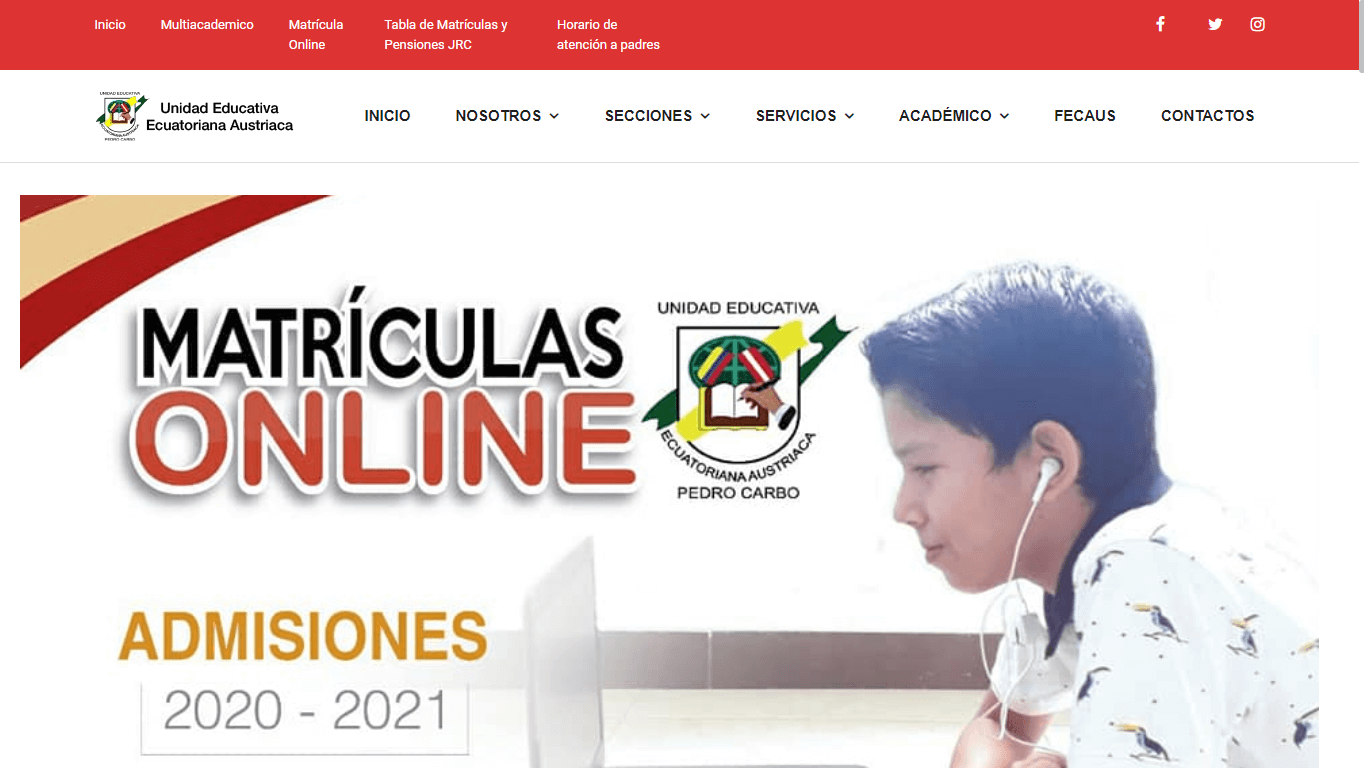 Inicio
Multiacademico
Matrícula
Online
Tabla de Matrículas y
Pensiones JRC
Horario de
atención a padres
UNIDAD EDUCATIVA
PEDRO CARBO
Unidad Educativa
Ecuatoriana Austriaca
INICIO
NOSOTROS
SECCIONES
SERVICIOS
ACADÉMICO
FECAUS
CONTACTOS
MATRÍCULAS
ONLINE
UNIDAD EDUCATIVA
ECUATORIANA AUSTRIACA
PEDRO CARBO
ADMISIONES
2020 - 2021